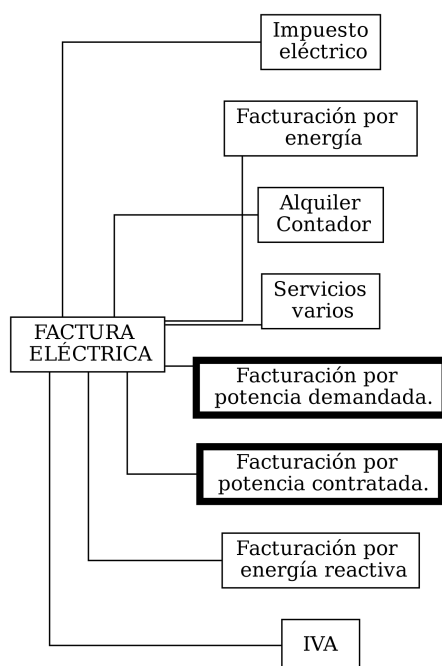 Impuesto
eléctrico
Facturación por
energía
Alquiler
Contador
Servicios
varios
FACTURA
ELÉCTRICA
Facturación por
potencia demandada.
Facturación por
potencia contratada.
Facturación por
energía reactiva
IVA